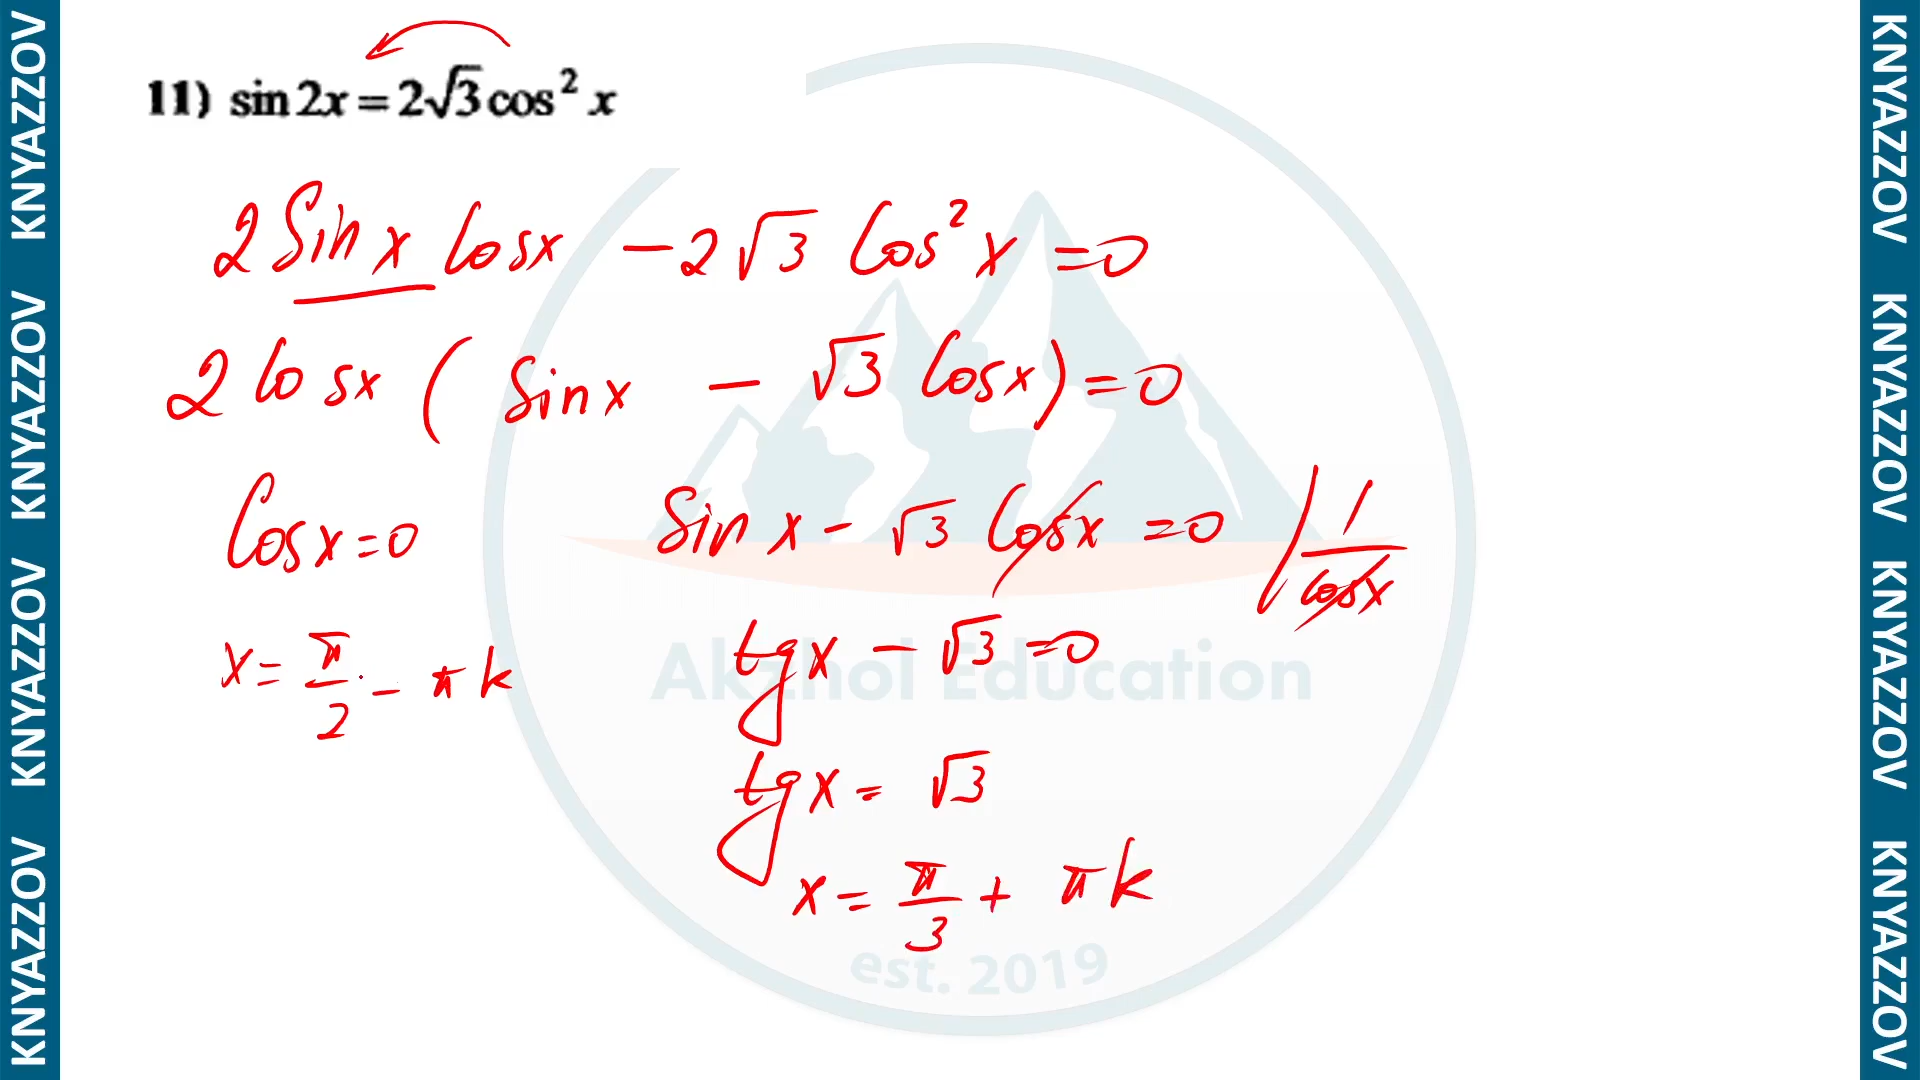 KNYAZZOV KNYAZZOV KNYAZZOV KNYAZZOV
11) sin 2x = 2√3 cos² x
2 Sin x Cosx − 2√3 Cos² x = 0
2 Cosx ( Sinx − √3 Cosx) = 0
Cosx = 0
Sin x − √3 Cosx = 0 / 1/cosx
x = π/2 − πk
tgx − √3 = 0
tgx = √3
x = π/3 + πk
Akzhol Education
est. 2019
KNYAZZOV KNYAZZOV KNYAZZOV KNYAZZOV